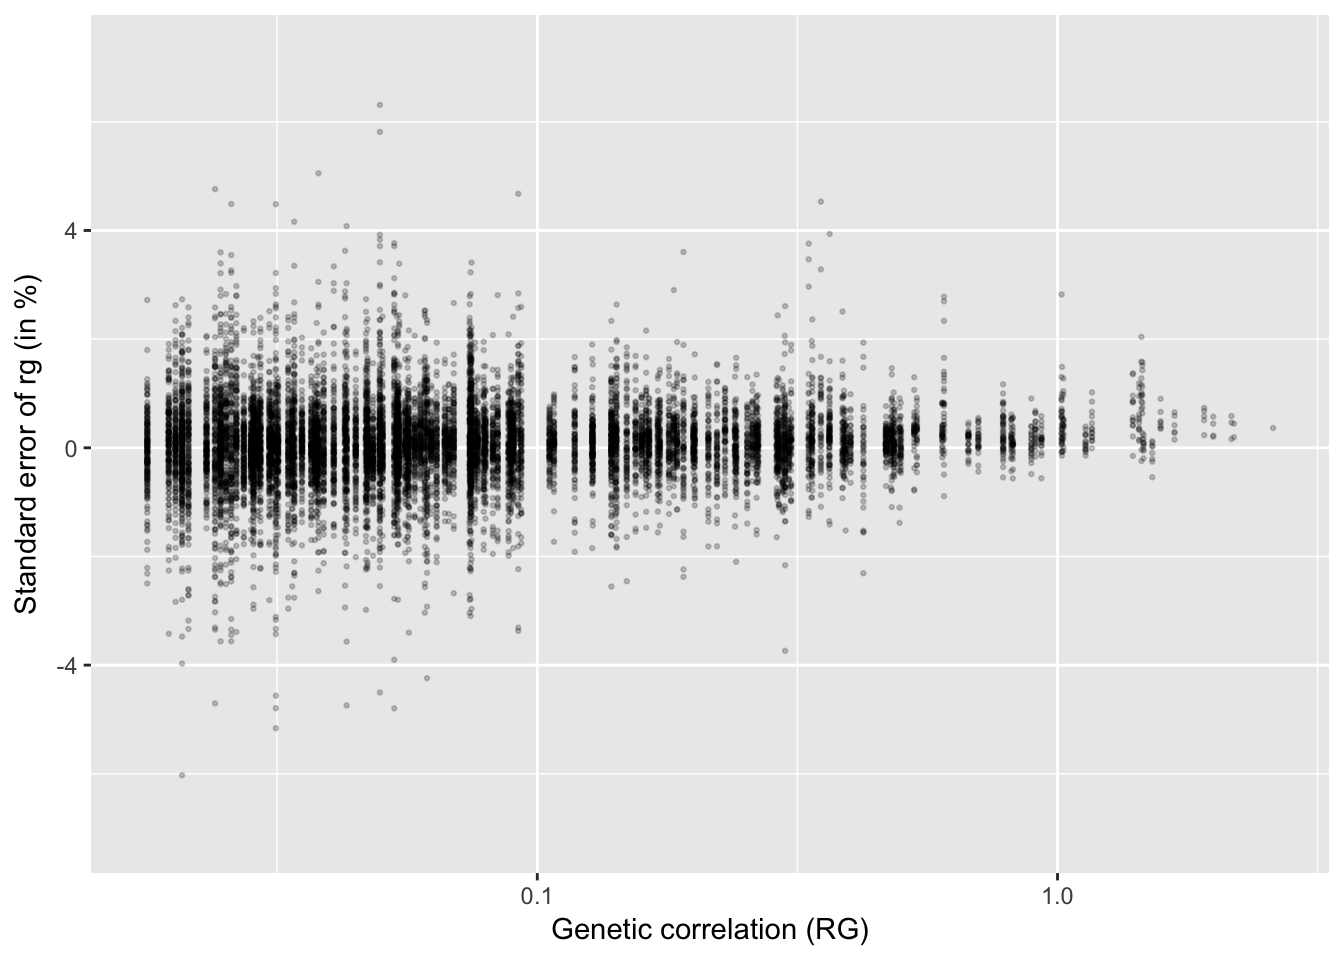 Standard error of rg (in %)
4
0
-4
0.1
1.0
Genetic correlation (RG)